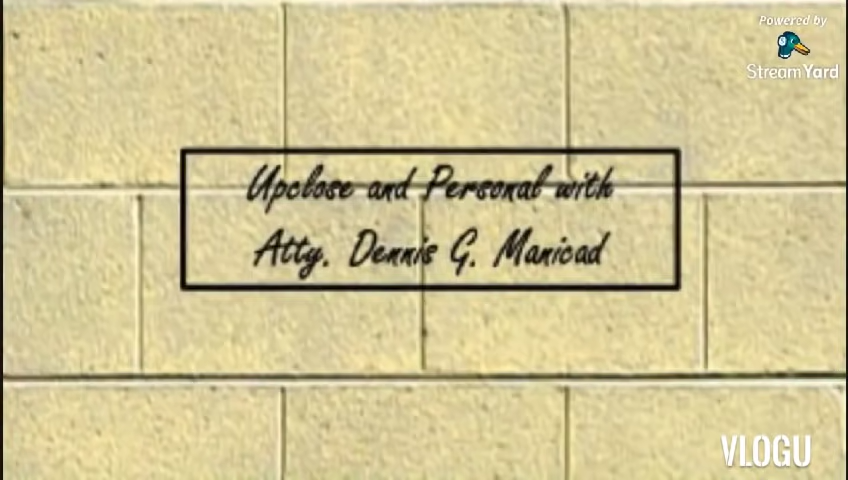 Powered by
StreamYard
Upclose and Personal with
Atty. Dennis G. Manicad
VLOGU